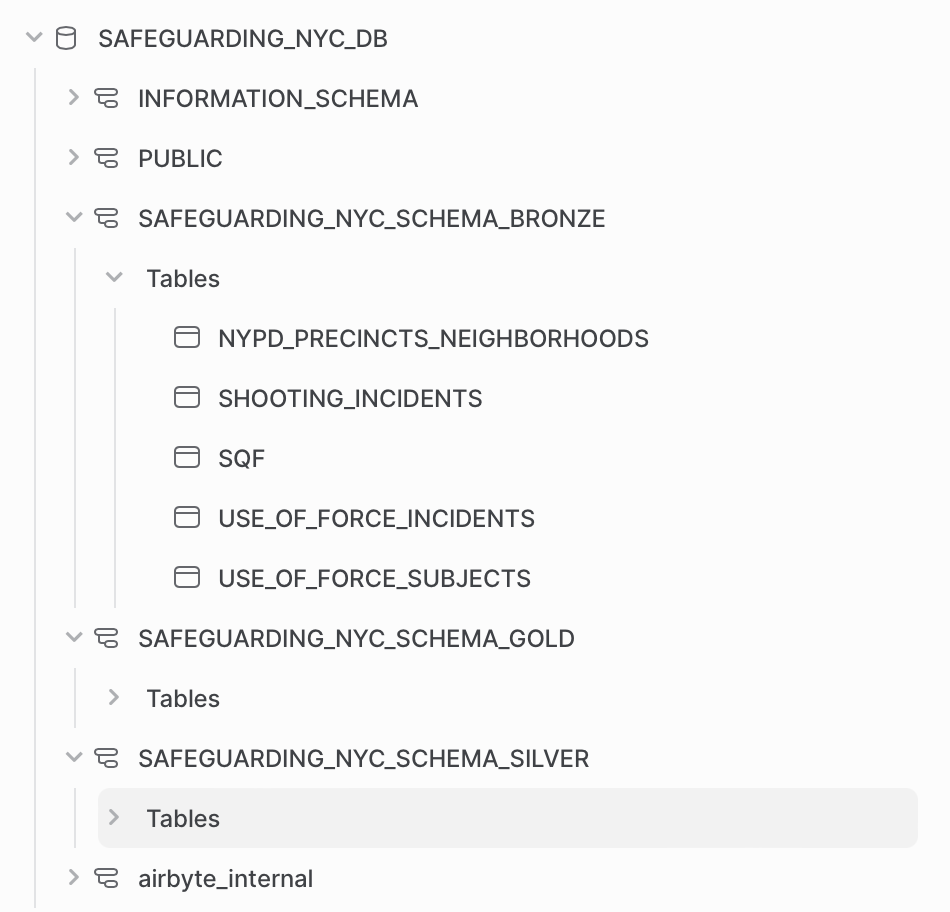 SAFEGUARDING_NYC_DB
INFORMATION_SCHEMA
PUBLIC
SAFEGUARDING_NYC_SCHEMA_BRONZE
Tables
NYPD_PRECINCTS_NEIGHBORHOODS
SHOOTING_INCIDENTS
SQF
USE_OF_FORCE_INCIDENTS
USE_OF_FORCE_SUBJECTS
SAFEGUARDING_NYC_SCHEMA_GOLD
Tables
SAFEGUARDING_NYC_SCHEMA_SILVER
Tables
airbyte_internal